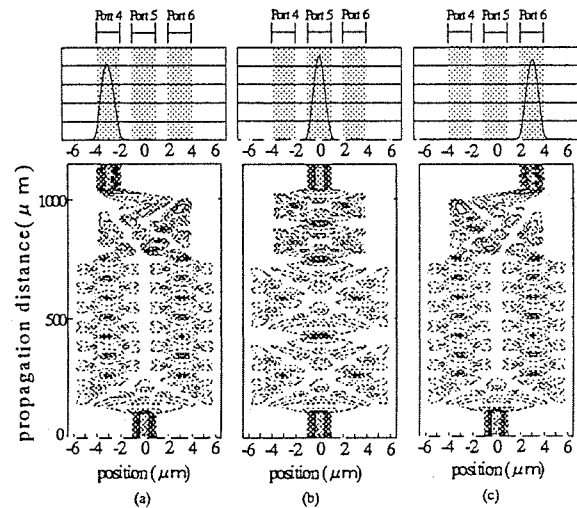 Port 4 Port 5 Port 6 Port 4 Port 5 Port 6 Port 4 Port 5 Port 6
-6 -4 -2 0 2 4 6 -6 -4 -2 0 2 4 6 -6 -4 -2 0 2 4 6
propagation distance(μm)
1000
500
0
-6 -4 -2 0 2 4 6 -6 -4 -2 0 2 4 6 -6 -4 -2 0 2 4 6
position(μm) position(μm) position(μm)
(a) (b) (c)